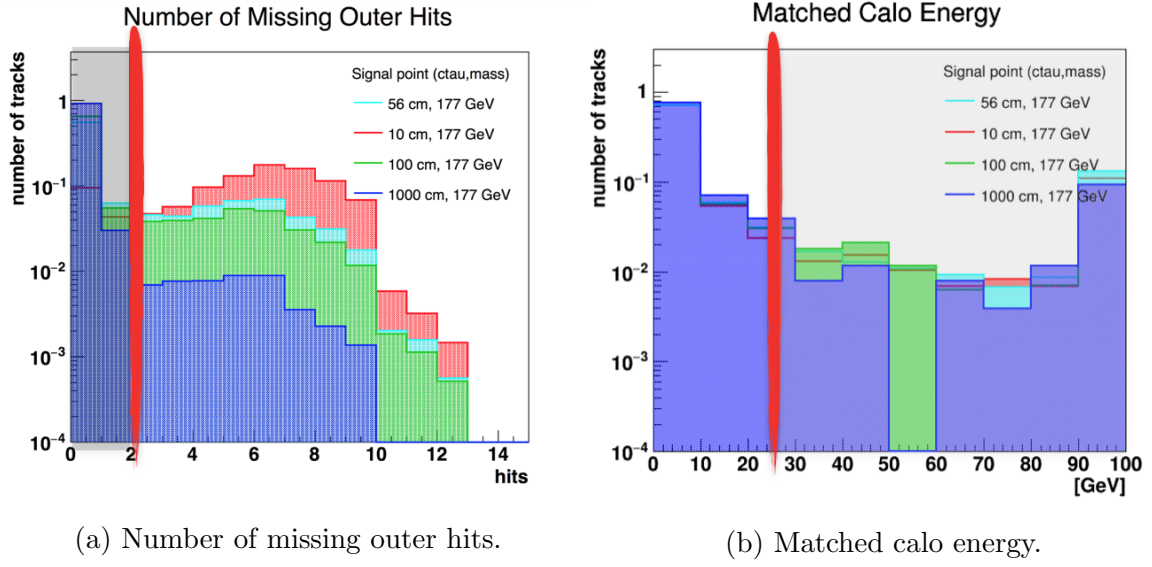 Number of Missing Outer Hits
number of tracks
Signal point (ctau,mass)
56 cm, 177 GeV
10 cm, 177 GeV
100 cm, 177 GeV
1000 cm, 177 GeV
1
10⁻¹
10⁻²
10⁻³
10⁻⁴
0 2 4 6 8 10 12 14
hits
(a) Number of missing outer hits.
Matched Calo Energy
number of tracks
Signal point (ctau,mass)
56 cm, 177 GeV
10 cm, 177 GeV
100 cm, 177 GeV
1000 cm, 177 GeV
1
10⁻¹
10⁻²
10⁻³
10⁻⁴
0 10 20 30 40 50 60 70 80 90 100
[GeV]
(b) Matched calo energy.